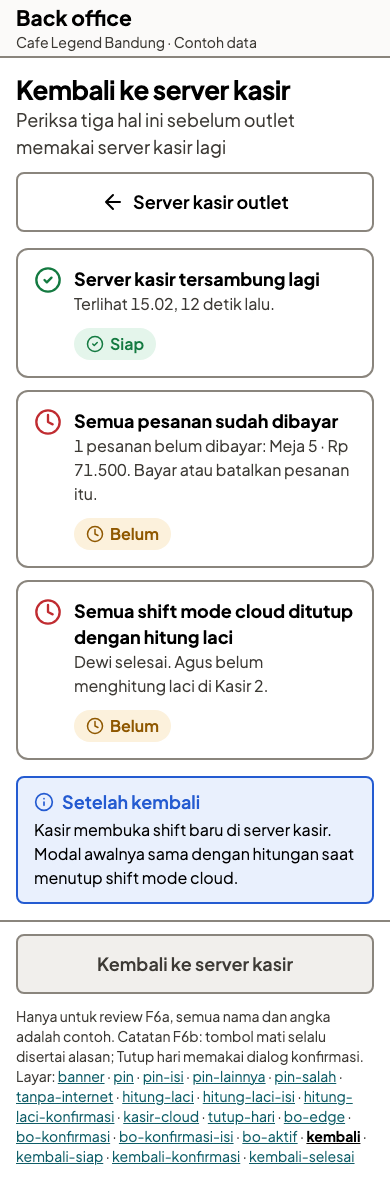 Back office
Cafe Legend Bandung · Contoh data
Kembali ke server kasir
Periksa tiga hal ini sebelum outlet
memakai server kasir lagi
← Server kasir outlet
Server kasir tersambung lagi
Terlihat 15.02, 12 detik lalu.
Siap
Semua pesanan sudah dibayar
1 pesanan belum dibayar: Meja 5 · Rp
71.500. Bayar atau batalkan pesanan
itu.
Belum
Semua shift mode cloud ditutup
dengan hitung laci
Dewi selesai. Agus belum
menghitung laci di Kasir 2.
Belum
Setelah kembali
Kasir membuka shift baru di server kasir.
Modal awalnya sama dengan hitungan saat
menutup shift mode cloud.
Kembali ke server kasir
Hanya untuk review F6a, semua nama dan angka
adalah contoh. Catatan F6b: tombol mati selalu
disertai alasan; Tutup hari memakai dialog konfirmasi.
Layar: banner · pin · pin-isi · pin-lainnya · pin-salah ·
tanpa-internet · hitung-laci · hitung-laci-isi · hitung-
laci-konfirmasi · kasir-cloud · tutup-hari · bo-edge ·
bo-konfirmasi · bo-konfirmasi-isi · bo-aktif · kembali ·
kembali-siap · kembali-konfirmasi · kembali-selesai